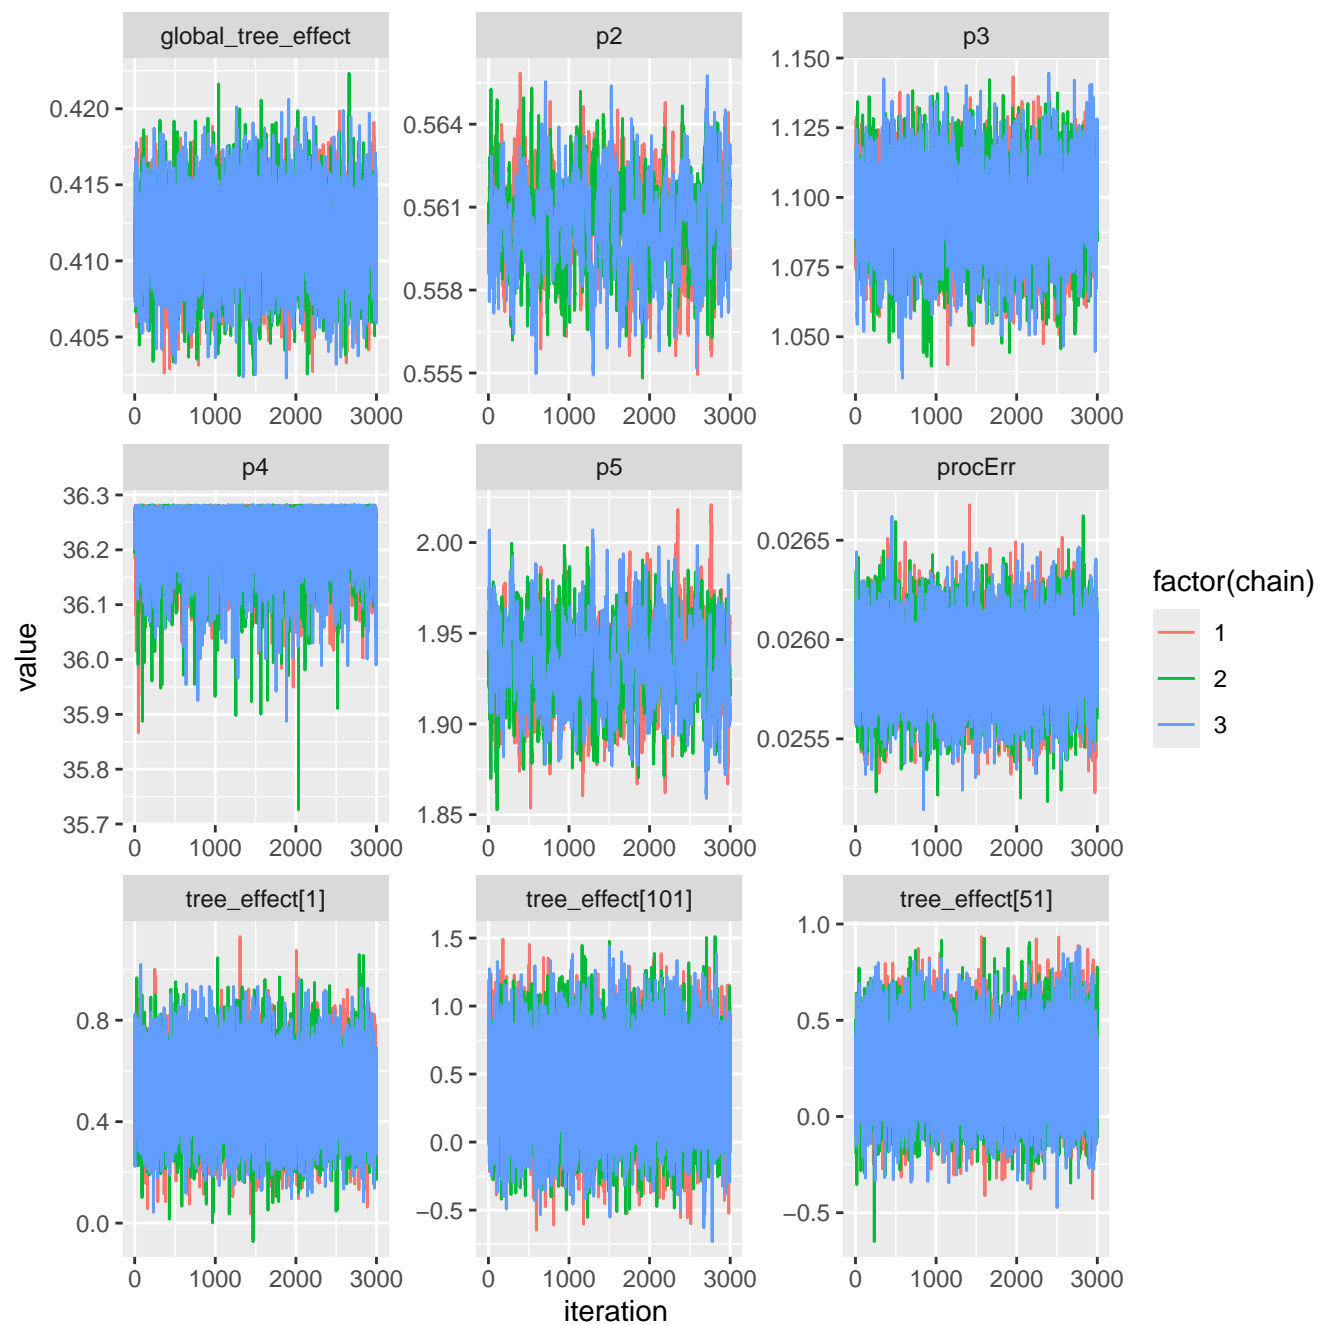 global_tree_effect
p2
p3
0.420
0.415
0.410
0.405
0.564
0.561
0.558
0.555
1.150
1.125
1.100
1.075
1.050
0 1000 2000 3000
0 1000 2000 3000
0 1000 2000 3000
p4
p5
procErr
36.3
36.2
36.1
36.0
35.9
35.8
35.7
2.00
1.95
1.90
1.85
0.0265
0.0260
0.0255
0 1000 2000 3000
0 1000 2000 3000
0 1000 2000 3000
tree_effect[1]
tree_effect[101]
tree_effect[51]
0.8
0.4
0.0
1.5
1.0
0.5
0.0
−0.5
1.0
0.5
0.0
−0.5
0 1000 2000 3000
0 1000 2000 3000
0 1000 2000 3000
value
iteration
factor(chain)
1
2
3